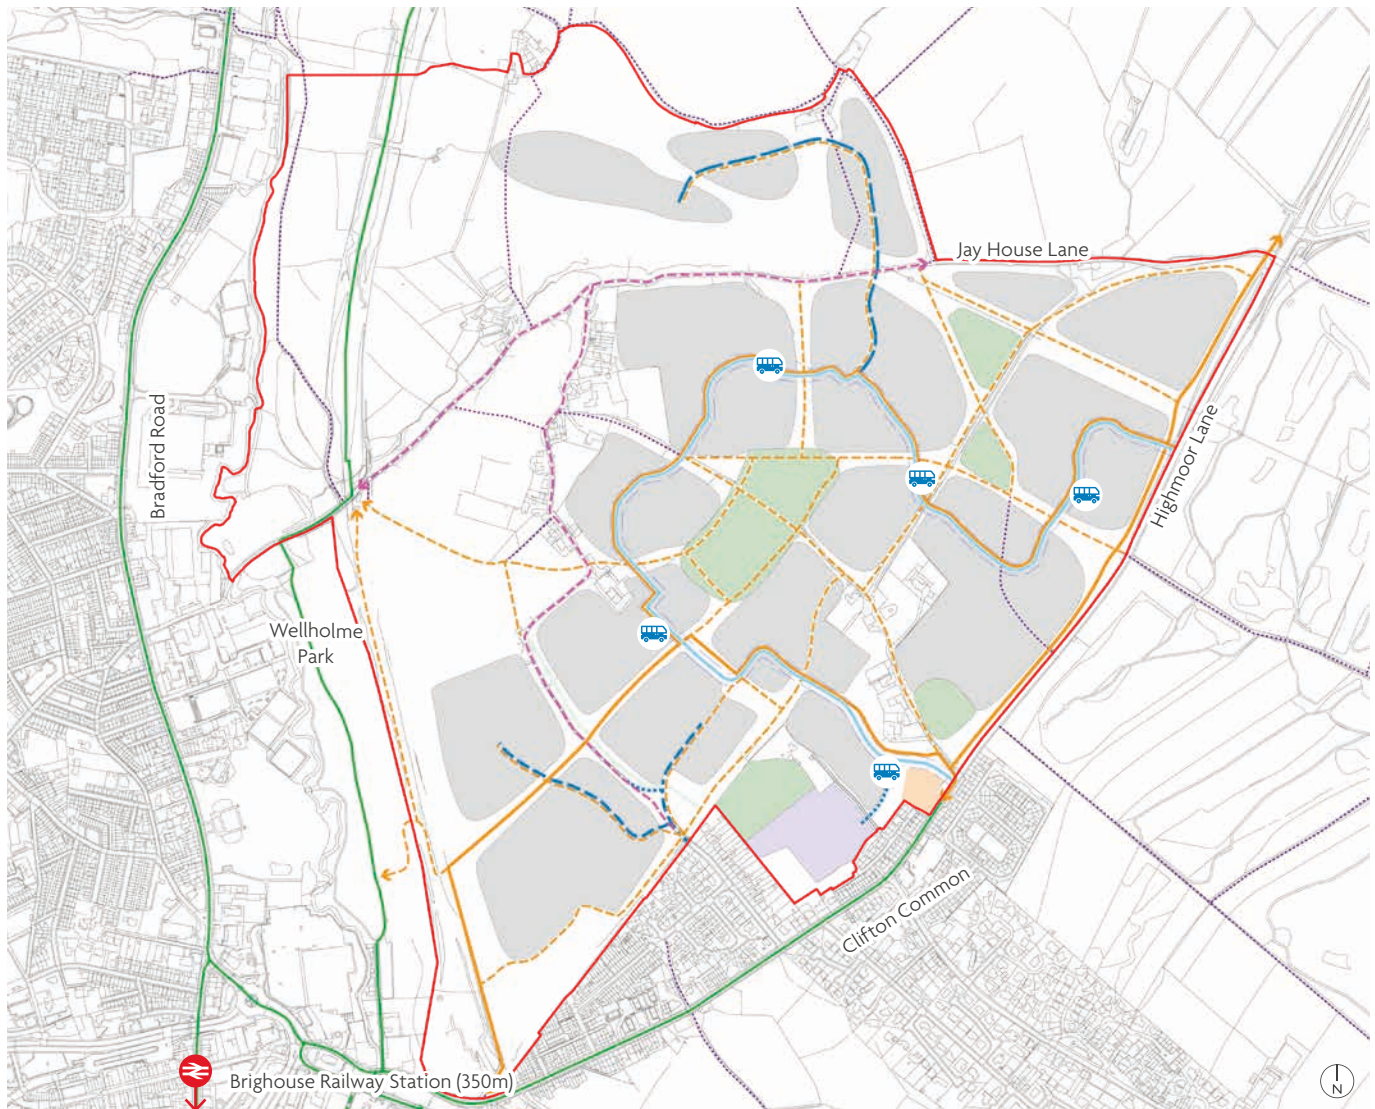 Jay House Lane
Bradford Road
Highmoor Lane
Wellholme
Park
Clifton Common
Brighouse Railway Station (350m)
N